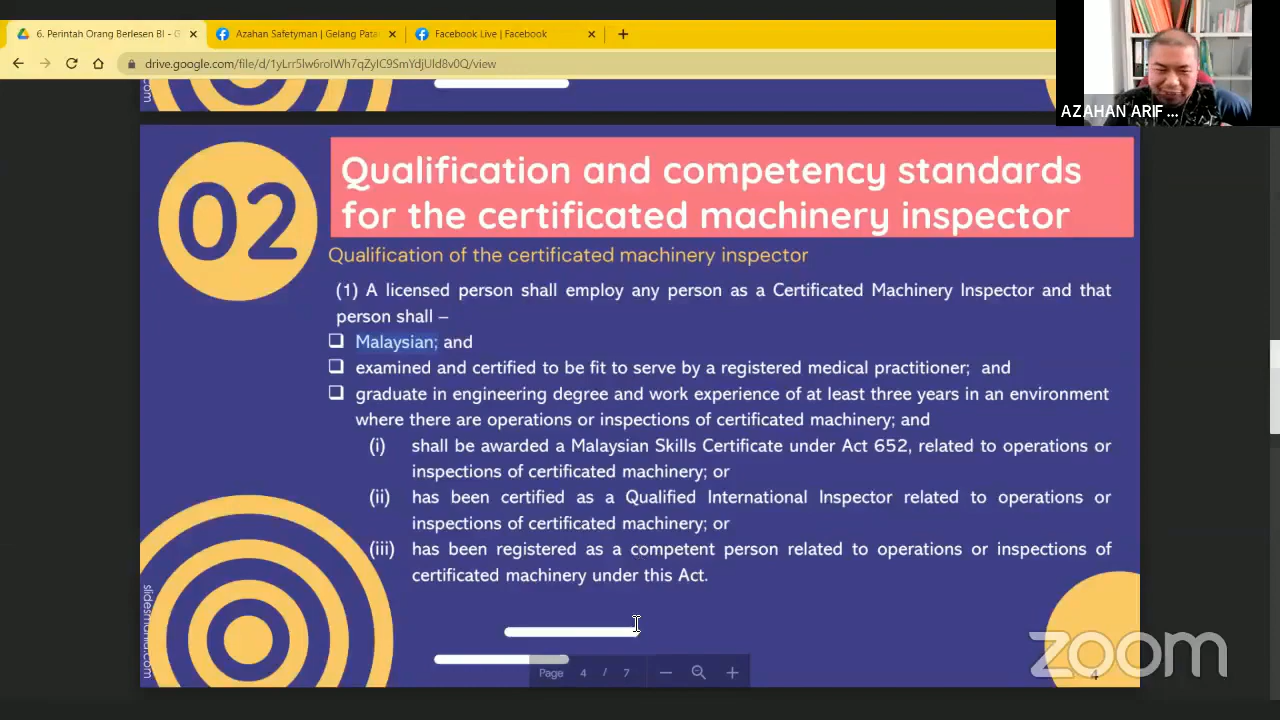 6. Perintah Orang Berlesen BI - G
Azahan Safetyman | Gelang Pata
Facebook Live | Facebook
drive.google.com/file/d/1yLrr5lw6roIWh7qZylC9SmYdjUld8v0Q/view
AZAHAN ARIF ...
02
Qualification and competency standards
for the certificated machinery inspector
Qualification of the certificated machinery inspector
(1) A licensed person shall employ any person as a Certificated Machinery Inspector and that
person shall –
❑ Malaysian; and
❑ examined and certified to be fit to serve by a registered medical practitioner; and
❑ graduate in engineering degree and work experience of at least three years in an environment
where there are operations or inspections of certificated machinery; and
(i) shall be awarded a Malaysian Skills Certificate under Act 652, related to operations or
inspections of certificated machinery; or
(ii) has been certified as a Qualified International Inspector related to operations or
inspections of certificated machinery; or
(iii) has been registered as a competent person related to operations or inspections of
certificated machinery under this Act.
slidesmania.com
Page 4 / 7
4
zoom